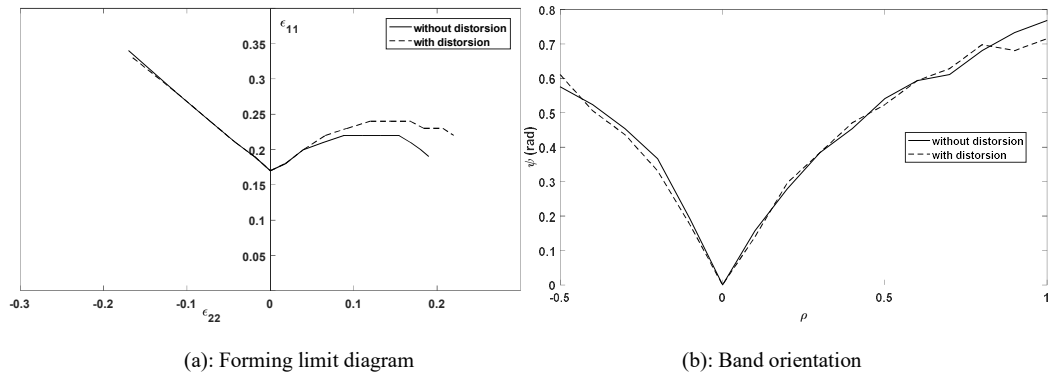 ϵ11
without distorsion
with distorsion
0.35
0.3
0.25
0.2
0.15
0.1
0.05
-0.3
-0.2
-0.1
0
0.1
0.2
ϵ22
(a): Forming limit diagram
0.8
0.7
0.6
0.5
0.4
0.3
0.2
0.1
0
ψ (rad)
without distorsion
with distorsion
-0.5
0
0.5
1
ρ
(b): Band orientation